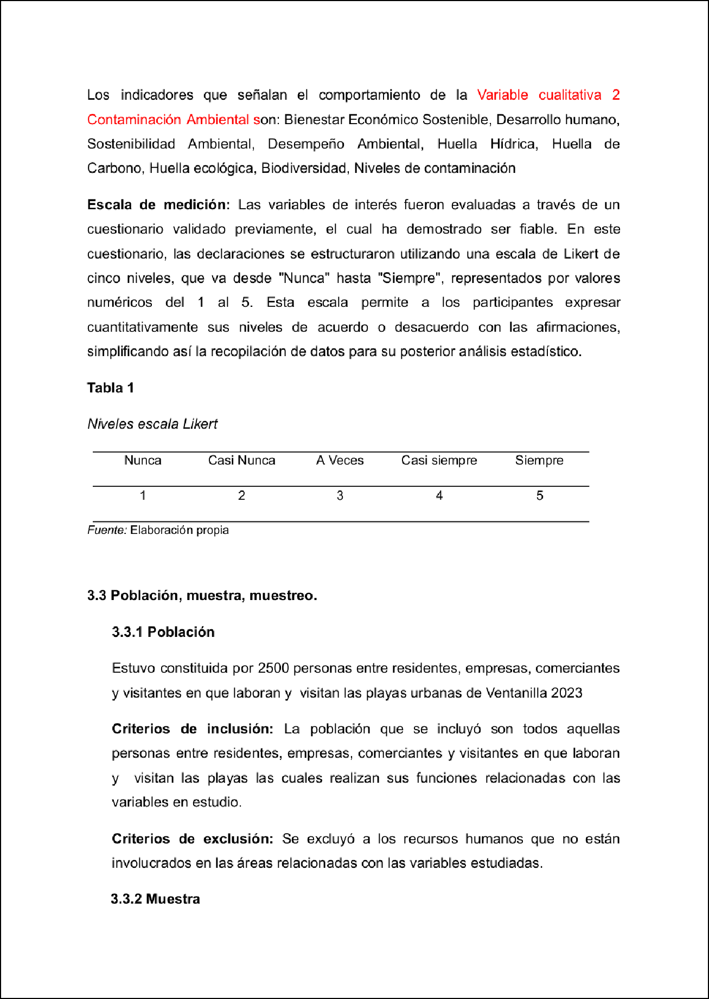 Los indicadores que señalan el comportamiento de la Variable cualitativa 2
Contaminación Ambiental son: Bienestar Económico Sostenible, Desarrollo humano,
Sostenibilidad Ambiental, Desempeño Ambiental, Huella Hídrica, Huella de
Carbono, Huella ecológica, Biodiversidad, Niveles de contaminación
Escala de medición: Las variables de interés fueron evaluadas a través de un
cuestionario validado previamente, el cual ha demostrado ser fiable. En este
cuestionario, las declaraciones se estructuraron utilizando una escala de Likert de
cinco niveles, que va desde "Nunca" hasta "Siempre", representados por valores
numéricos del 1 al 5. Esta escala permite a los participantes expresar
cuantitativamente sus niveles de acuerdo o desacuerdo con las afirmaciones,
simplificando así la recopilación de datos para su posterior análisis estadístico.
Tabla 1
Niveles escala Likert
Nunca Casi Nunca A Veces Casi siempre Siempre
1 2 3 4 5
Fuente: Elaboración propia
3.3 Población, muestra, muestreo.
3.3.1 Población
Estuvo constituida por 2500 personas entre residentes, empresas, comerciantes
y visitantes en que laboran y  visitan las playas urbanas de Ventanilla 2023
Criterios de inclusión: La población que se incluyó son todos aquellas
personas entre residentes, empresas, comerciantes y visitantes en que laboran
y  visitan las playas las cuales realizan sus funciones relacionadas con las
variables en estudio.
Criterios de exclusión: Se excluyó a los recursos humanos que no están
involucrados en las áreas relacionadas con las variables estudiadas.
3.3.2 Muestra